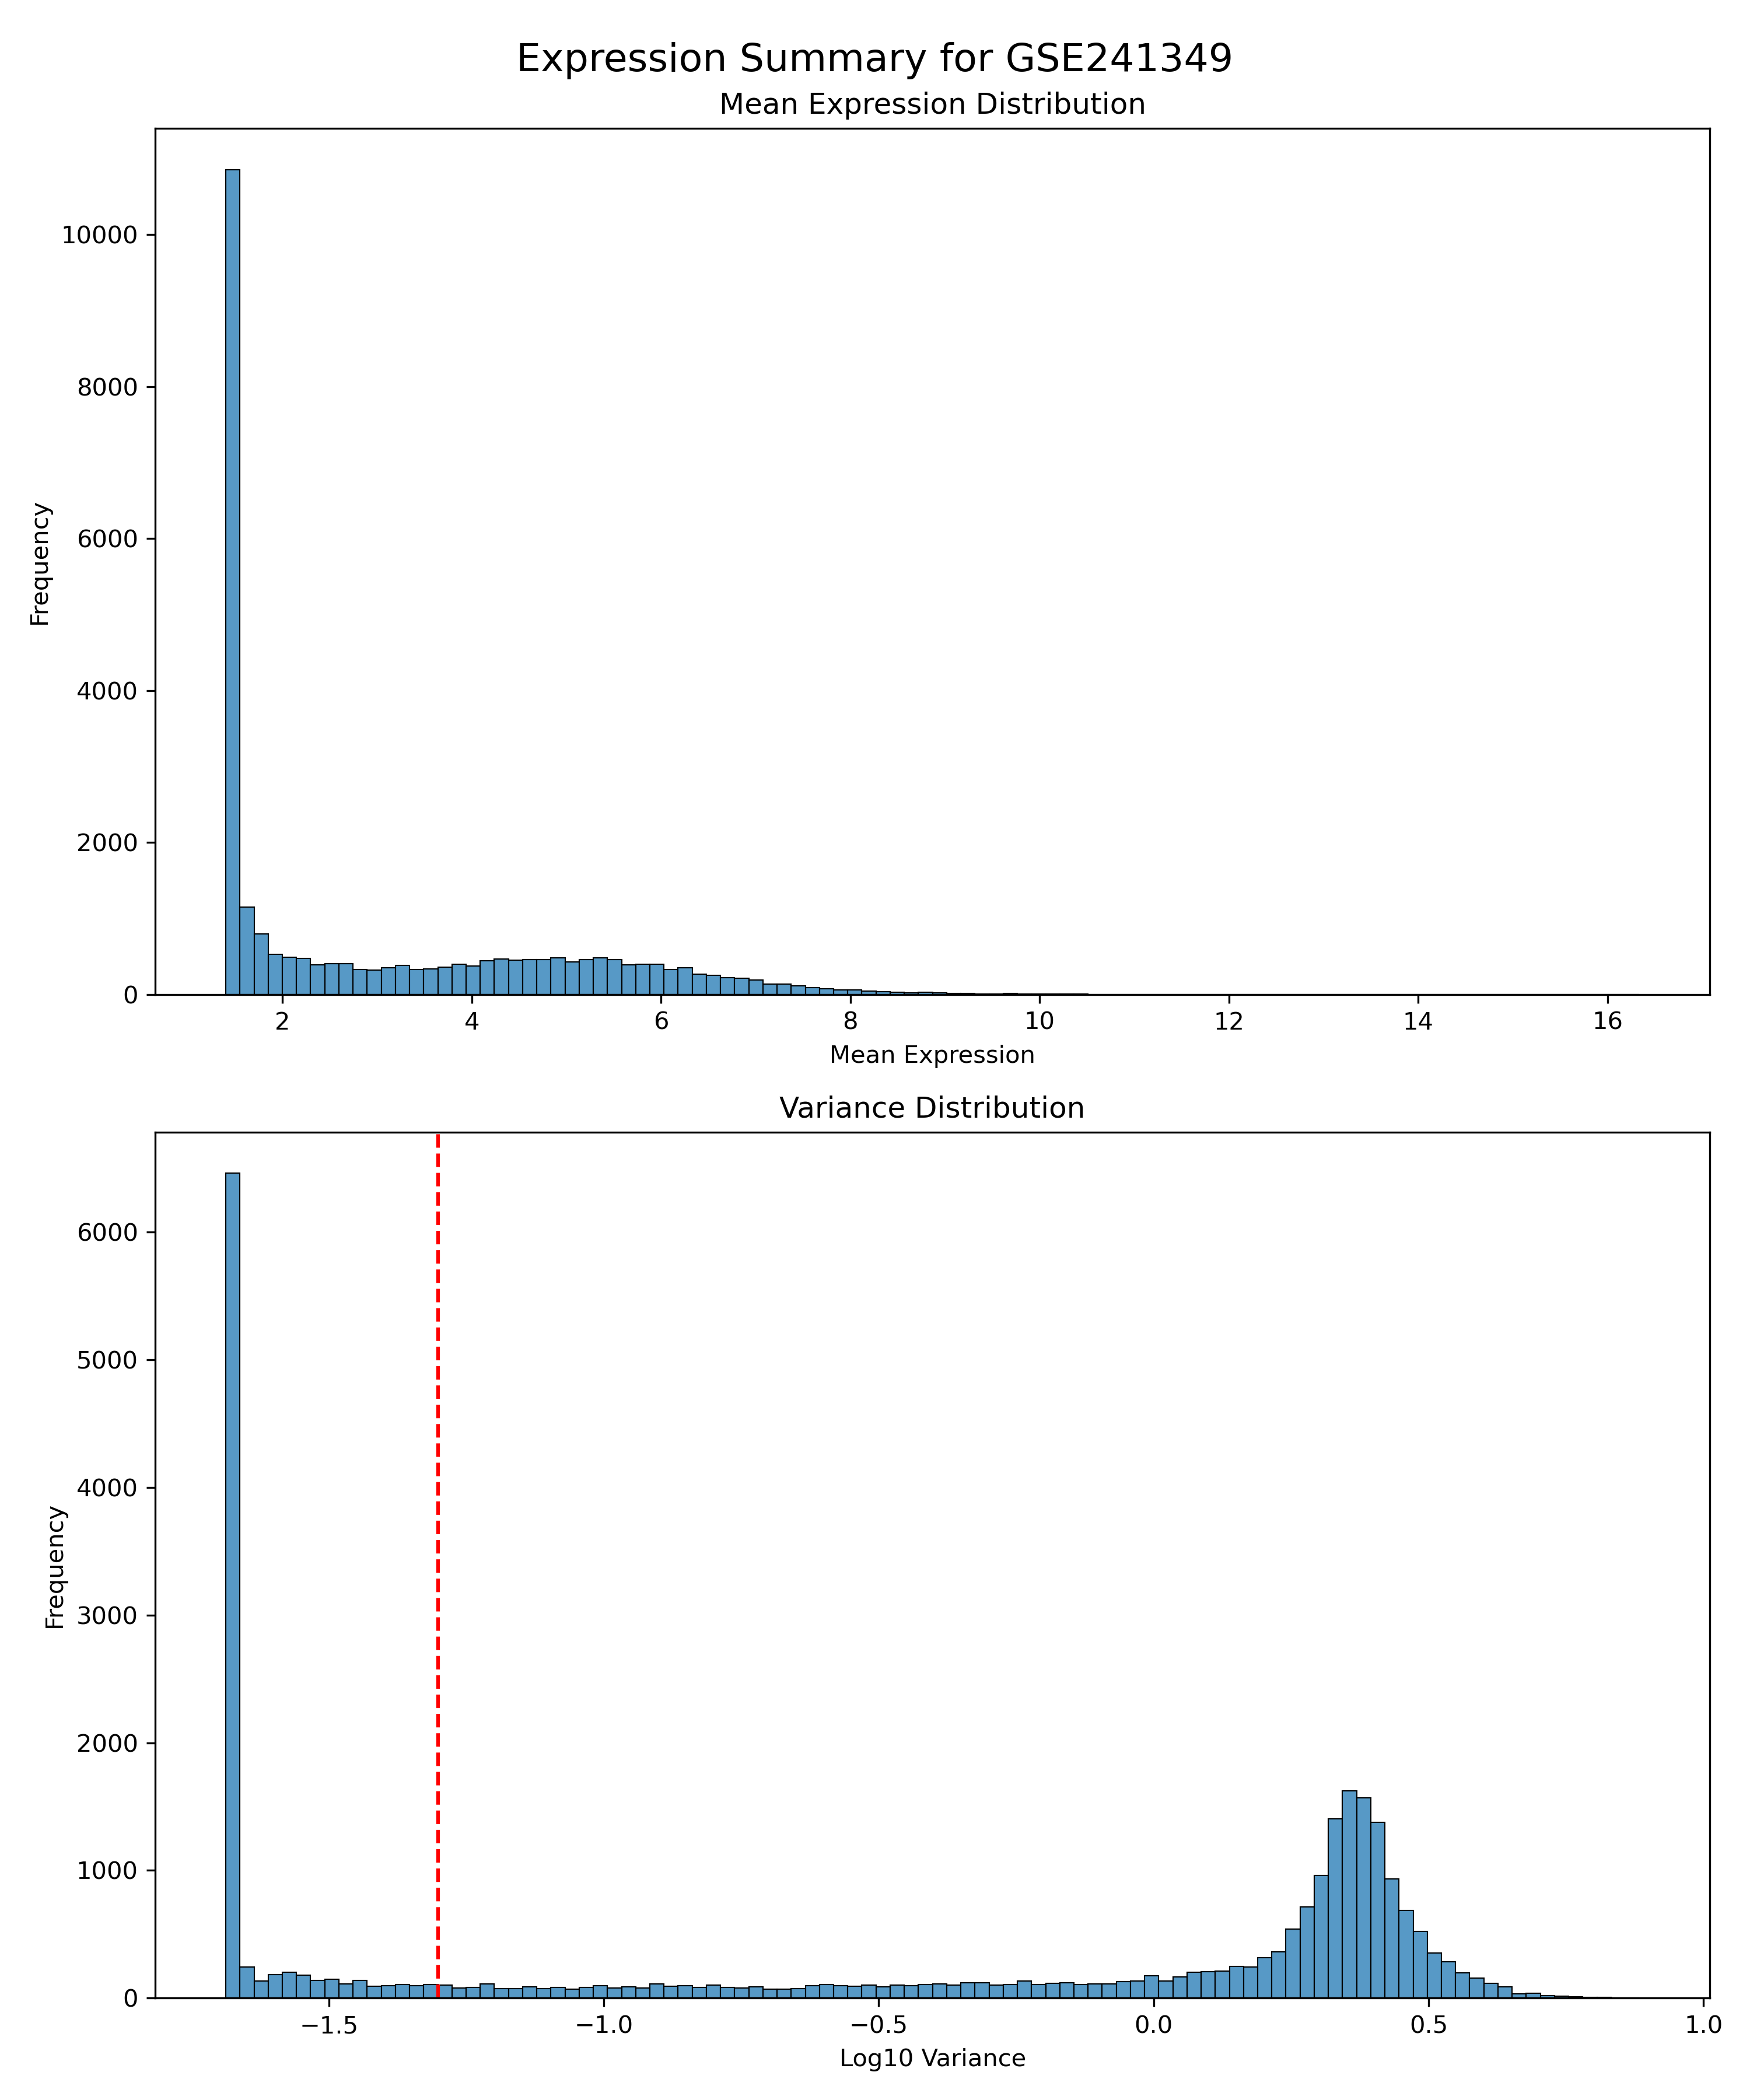 Expression Summary for GSE241349
Mean Expression Distribution
Frequency
10000
8000
6000
4000
2000
0
2 4 6 8 10 12 14 16
Mean Expression
Variance Distribution
Frequency
6000
5000
4000
3000
2000
1000
0
−1.5 −1.0 −0.5 0.0 0.5 1.0
Log10 Variance